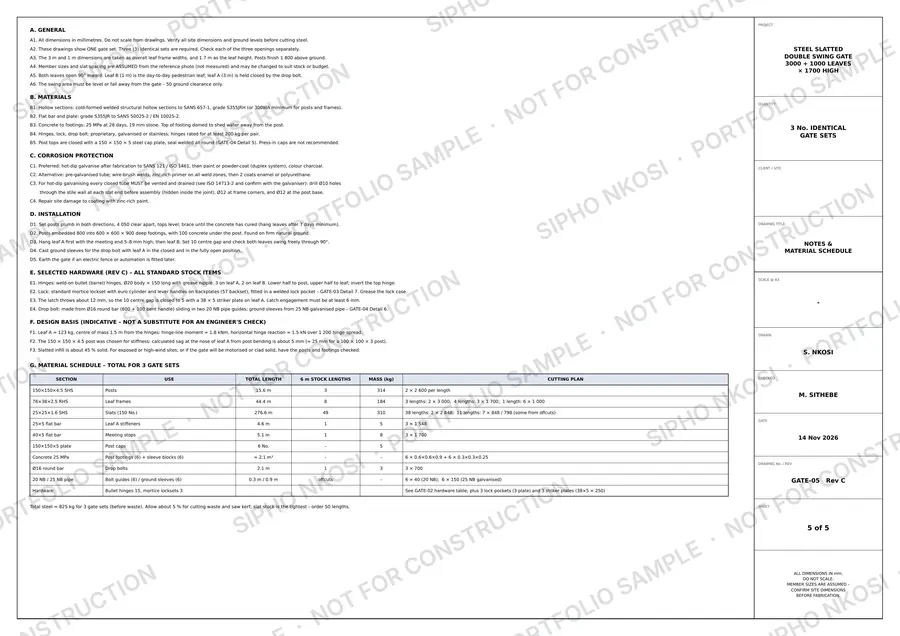 A. GENERAL
A1. All dimensions in millimetres. Do not scale from drawings. Verify all site dimensions and ground levels before cutting steel.
A2. These drawings show ONE gate set. Three (3) identical sets are required. Check each of the three openings separately.
A3. The 3 m and 1 m dimensions are taken as overall leaf frame widths, and 1.7 m as the leaf height. Posts finish 1 800 above ground.
A4. Member sizes and slat spacing are ASSUMED from the reference photo (not measured) and may be changed to suit stock or budget.
A5. Both leaves open 90° inward. Leaf B (1 m) is the day-to-day pedestrian leaf; leaf A (3 m) is held closed by the drop bolt.
A6. The swing area must be level or fall away from the gate – 50 ground clearance only.
B. MATERIALS
B1. Hollow sections: cold-formed welded structural hollow sections to SANS 657-1, grade S355JRH (or 300WA minimum for posts and frames).
B2. Flat bar and plate: grade S355JR to SANS 50025-2 / EN 10025-2.
B3. Concrete to footings: 25 MPa at 28 days, 19 mm stone. Top of footing domed to shed water away from the post.
B4. Hinges, lock, drop bolt: proprietary, galvanised or stainless; hinges rated for at least 200 kg per pair.
B5. Post tops are closed with a 150 × 150 × 5 steel cap plate, seal welded all round (GATE-04 Detail 5). Press-in caps are not recommended.
C. CORROSION PROTECTION
C1. Preferred: hot-dip galvanise after fabrication to SANS 121 / ISO 1461, then paint or powder-coat (duplex system), colour charcoal.
C2. Alternative: pre-galvanised tube; wire-brush welds, zinc-rich primer on all weld zones, then 2 coats enamel or polyurethane.
C3. For hot-dip galvanising every closed tube MUST be vented and drained (see ISO 14713-2 and confirm with the galvaniser): drill Ø10 holes
through the stile wall at each slat end before assembly (hidden inside the joint), Ø12 at frame corners, and Ø12 at the post base.
C4. Repair site damage to coating with zinc-rich paint.
D. INSTALLATION
D1. Set posts plumb in both directions, 4 050 clear apart, tops level; brace until the concrete has cured (hang leaves after 7 days minimum).
D2. Posts embedded 800 into 600 × 600 × 900 deep footings, with 100 concrete under the post. Found on firm natural ground.
D3. Hang leaf A first with the meeting end 5–8 mm high; then leaf B. Set 10 centre gap and check both leaves swing freely through 90°.
D4. Cast ground sleeves for the drop bolt with leaf A in the closed and in the fully open position.
D5. Earth the gate if an electric fence or automation is fitted later.
E. SELECTED HARDWARE (REV C) – ALL STANDARD STOCK ITEMS
E1. Hinges: weld-on bullet (barrel) hinges, Ø20 body × 150 long with grease nipple. 3 on leaf A, 2 on leaf B. Lower half to post, upper half to leaf; invert the top hinge.
E2. Lock: standard mortice lockset with euro cylinder and lever handles on backplates (57 backset), fitted in a welded lock pocket – GATE-03 Detail 7. Grease the lock case.
E3. The latch throws about 12 mm, so the 10 centre gap is closed to 5 with a 38 × 5 striker plate on leaf A. Latch engagement must be at least 6 mm.
E4. Drop bolt: made from Ø16 round bar (600 + 100 bent handle) sliding in two 20 NB pipe guides; ground sleeves from 25 NB galvanised pipe – GATE-04 Detail 6.
F. DESIGN BASIS (INDICATIVE – NOT A SUBSTITUTE FOR AN ENGINEER'S CHECK)
F1. Leaf A ≈ 123 kg, centre of mass 1.5 m from the hinges: hinge-line moment ≈ 1.8 kNm, horizontal hinge reaction ≈ 1.5 kN over 1 200 hinge spread.
F2. The 150 × 150 × 4.5 post was chosen for stiffness: calculated sag at the nose of leaf A from post bending is about 5 mm (≈ 25 mm for a 100 × 100 × 3 post).
F3. Slatted infill is about 45 % solid. For exposed or high-wind sites, or if the gate will be motorised or clad solid, have the posts and footings checked.
G. MATERIAL SCHEDULE – TOTAL FOR 3 GATE SETS
SECTION USE TOTAL LENGTH 6 m STOCK LENGTHS MASS (kg) CUTTING PLAN
150×150×4.5 SHS Posts 15.6 m 3 314 2 × 2 600 per length
76×38×2.5 RHS Leaf frames 44.4 m 8 184 3 lengths: 2 × 3 000; 4 lengths: 3 × 1 700; 1 length: 6 × 1 000
25×25×1.6 SHS Slats (150 No.) 276.6 m 49 310 38 lengths: 2 × 2 848; 11 lengths: 7 × 848 / 798 (some from offcuts)
25×5 flat bar Leaf A stiffeners 4.6 m 1 5 3 × 1 548
40×5 flat bar Meeting stops 5.1 m 1 8 3 × 1 700
150×150×5 plate Post caps 6 No. – 5
Concrete 25 MPa Post footings (6) + sleeve blocks (6) ≈ 2.1 m³ – – 6 × 0.6×0.6×0.9 + 6 × 0.3×0.3×0.25
Ø16 round bar Drop bolts 2.1 m 1 3 3 × 700
20 NB / 25 NB pipe Bolt guides (6) / ground sleeves (6) 0.3 m / 0.9 m offcuts – 6 × 40 (20 NB); 6 × 150 (25 NB galvanised)
Hardware Bullet hinges 15, mortice locksets 3 See GATE-02 hardware table; plus 3 lock pockets (3 plate) and 3 striker plates (38×5 × 250)
Total steel ≈ 825 kg for 3 gate sets (before waste). Allow about 5 % for cutting waste and saw kerf; slat stock is the tightest – order 50 lengths.
PROJECT
STEEL SLATTED
DOUBLE SWING GATE
3000 + 1000 LEAVES
× 1700 HIGH
QUANTITY
3 No. IDENTICAL
GATE SETS
CLIENT / SITE
DRAWING TITLE
NOTES &
MATERIAL SCHEDULE
SCALE @ A3
-
DRAWN
S. NKOSI
CHECKED
M. SITHEBE
DATE
14 Nov 2026
DRAWING No. / REV
GATE-05 Rev C
SHEET
5 of 5
ALL DIMENSIONS IN mm.
DO NOT SCALE.
MEMBER SIZES ARE ASSUMED –
CONFIRM SITE DIMENSIONS
BEFORE FABRICATION.
SIPHO NKOSI · PORTFOLIO SAMPLE · NOT FOR CONSTRUCTION